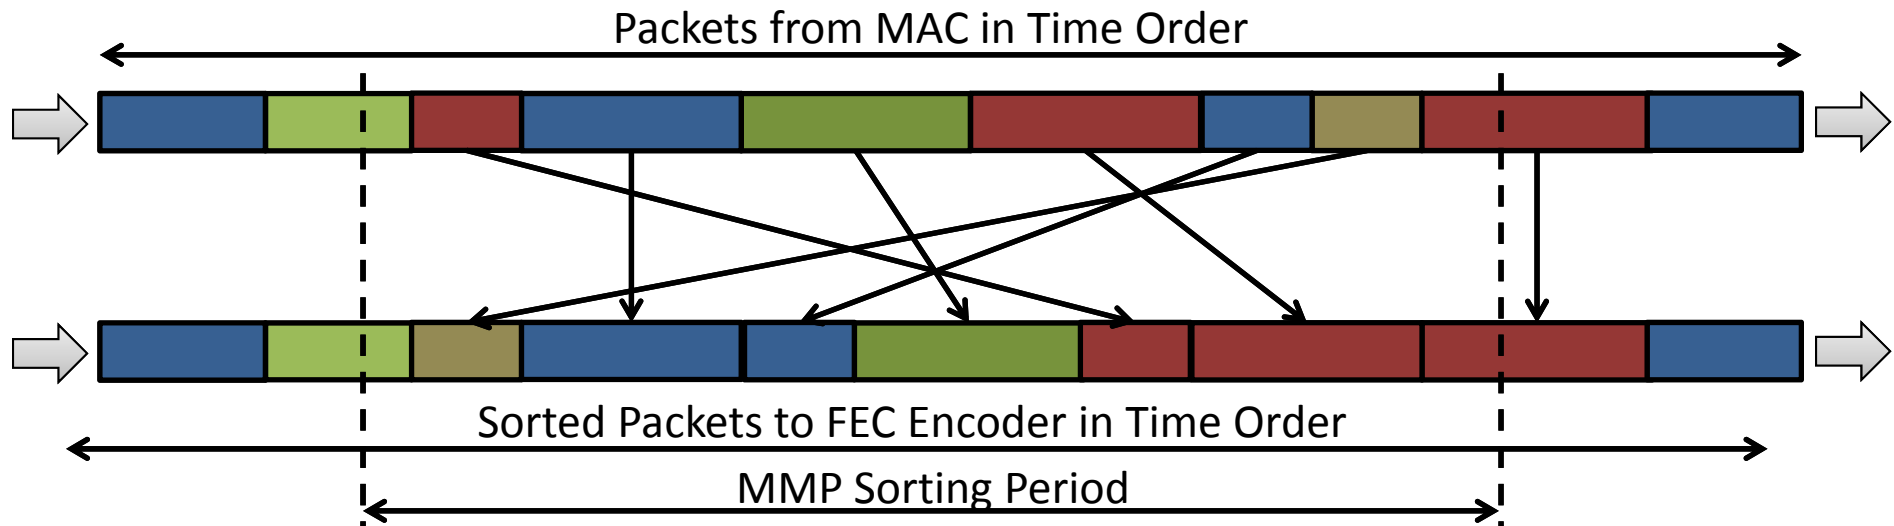 Packets from MAC in Time Order
Sorted Packets to FEC Encoder in Time Order
MMP Sorting Period